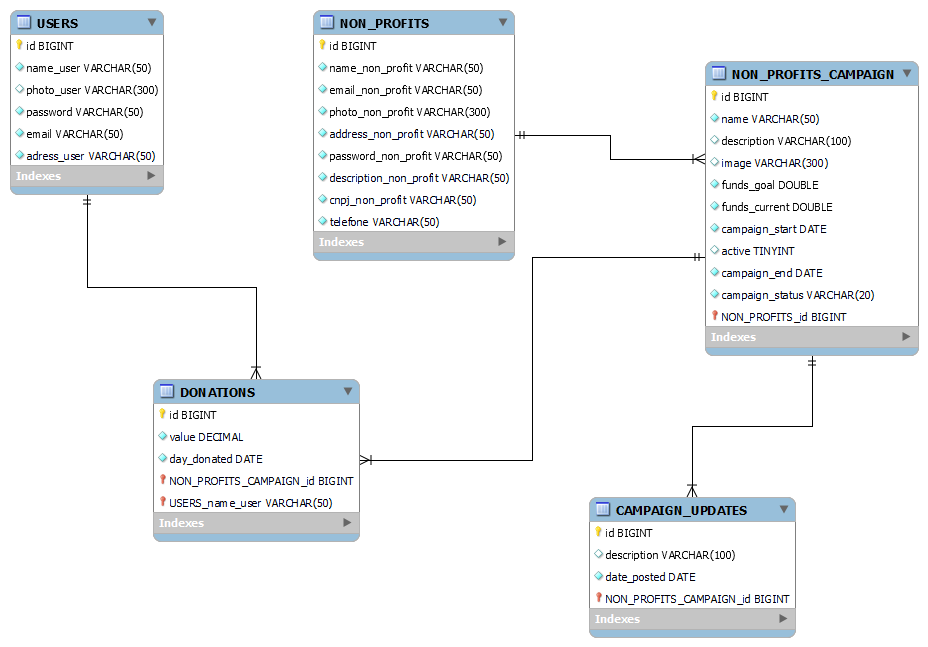 USERS
id BIGINT
name_user VARCHAR(50)
photo_user VARCHAR(300)
password VARCHAR(50)
email VARCHAR(50)
adress_user VARCHAR(50)
Indexes
NON_PROFITS
id BIGINT
name_non_profit VARCHAR(50)
email_non_profit VARCHAR(50)
photo_non_profit VARCHAR(300)
address_non_profit VARCHAR(50)
password_non_profit VARCHAR(50)
description_non_profit VARCHAR(50)
cnpj_non_profit VARCHAR(50)
telefone VARCHAR(50)
Indexes
NON_PROFITS_CAMPAIGN
id BIGINT
name VARCHAR(50)
description VARCHAR(100)
image VARCHAR(300)
funds_goal DOUBLE
funds_current DOUBLE
campaign_start DATE
active TINYINT
campaign_end DATE
campaign_status VARCHAR(20)
NON_PROFITS_id BIGINT
Indexes
DONATIONS
id BIGINT
value DECIMAL
day_donated DATE
NON_PROFITS_CAMPAIGN_id BIGINT
USERS_name_user VARCHAR(50)
Indexes
CAMPAIGN_UPDATES
id BIGINT
description VARCHAR(100)
date_posted DATE
NON_PROFITS_CAMPAIGN_id BIGINT
Indexes